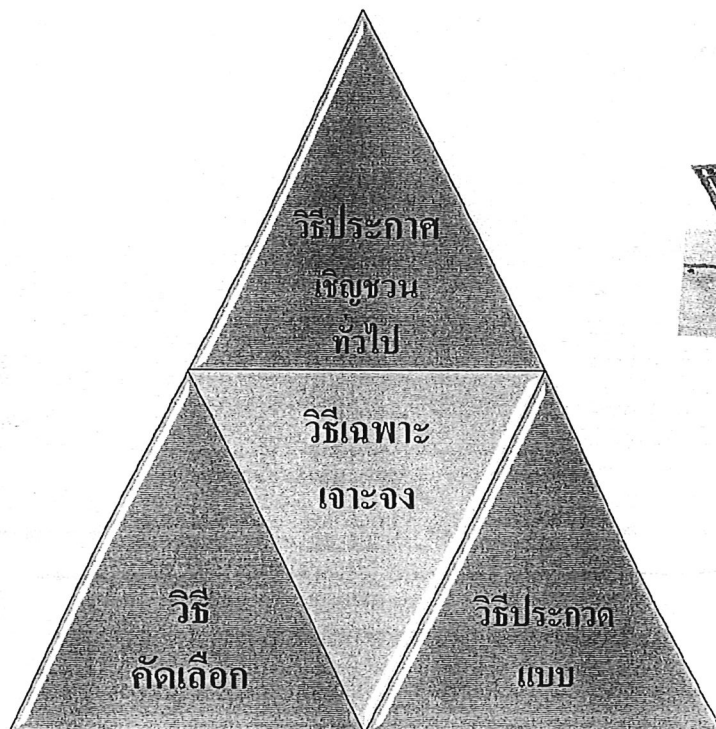 วิธีประกาศ
เชิญชวน
ทั่วไป
วิธีเฉพาะ
เจาะจง
วิธี
คัดเลือก
วิธีประกวด
แบบ